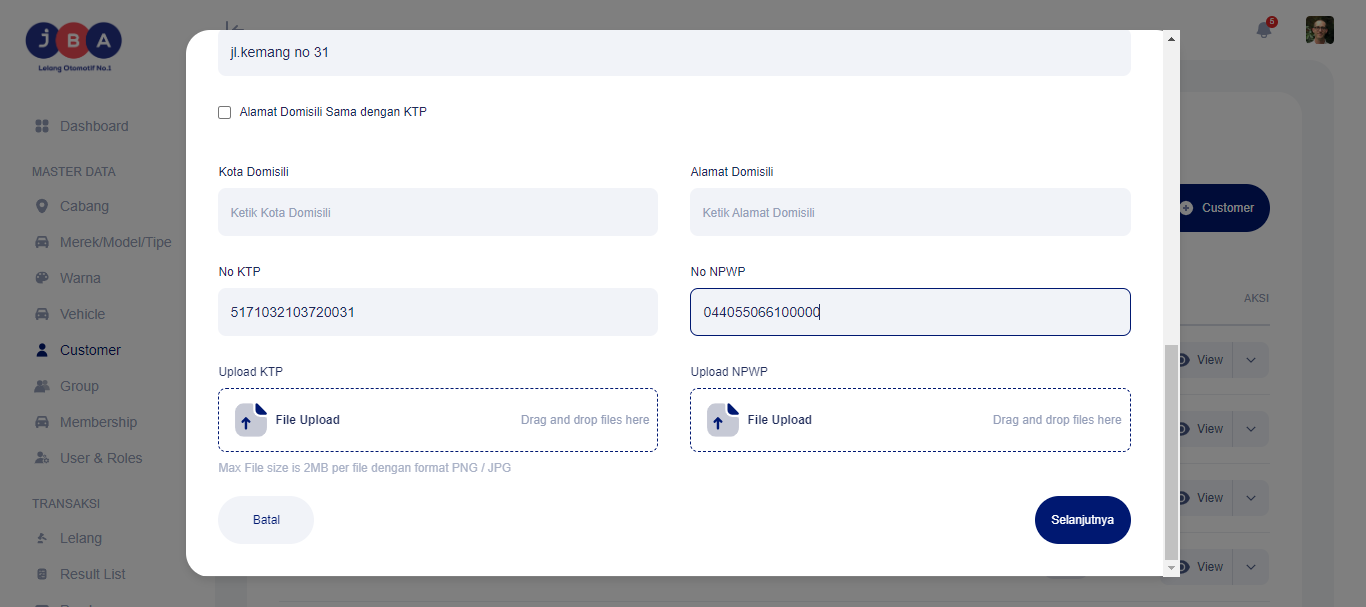 JBA
Lelang Otomotif No.1
6
Dashboard
MASTER DATA
Cabang
Merek/Model/Tipe
Warna
Vehicle
Customer
Group
Membership
User & Roles
TRANSAKSI
Lelang
Result List
jl.kemang no 31
Alamat Domisili Sama dengan KTP
Kota Domisili
Alamat Domisili
Ketik Kota Domisili
Ketik Alamat Domisili
No KTP
No NPWP
5171032103720031
044055066100000
Upload KTP
Upload NPWP
File Upload
Drag and drop files here
File Upload
Drag and drop files here
Max File size is 2MB per file dengan format PNG / JPG
Batal
Selanjutnya
Customer
AKSI
View
View
View
View